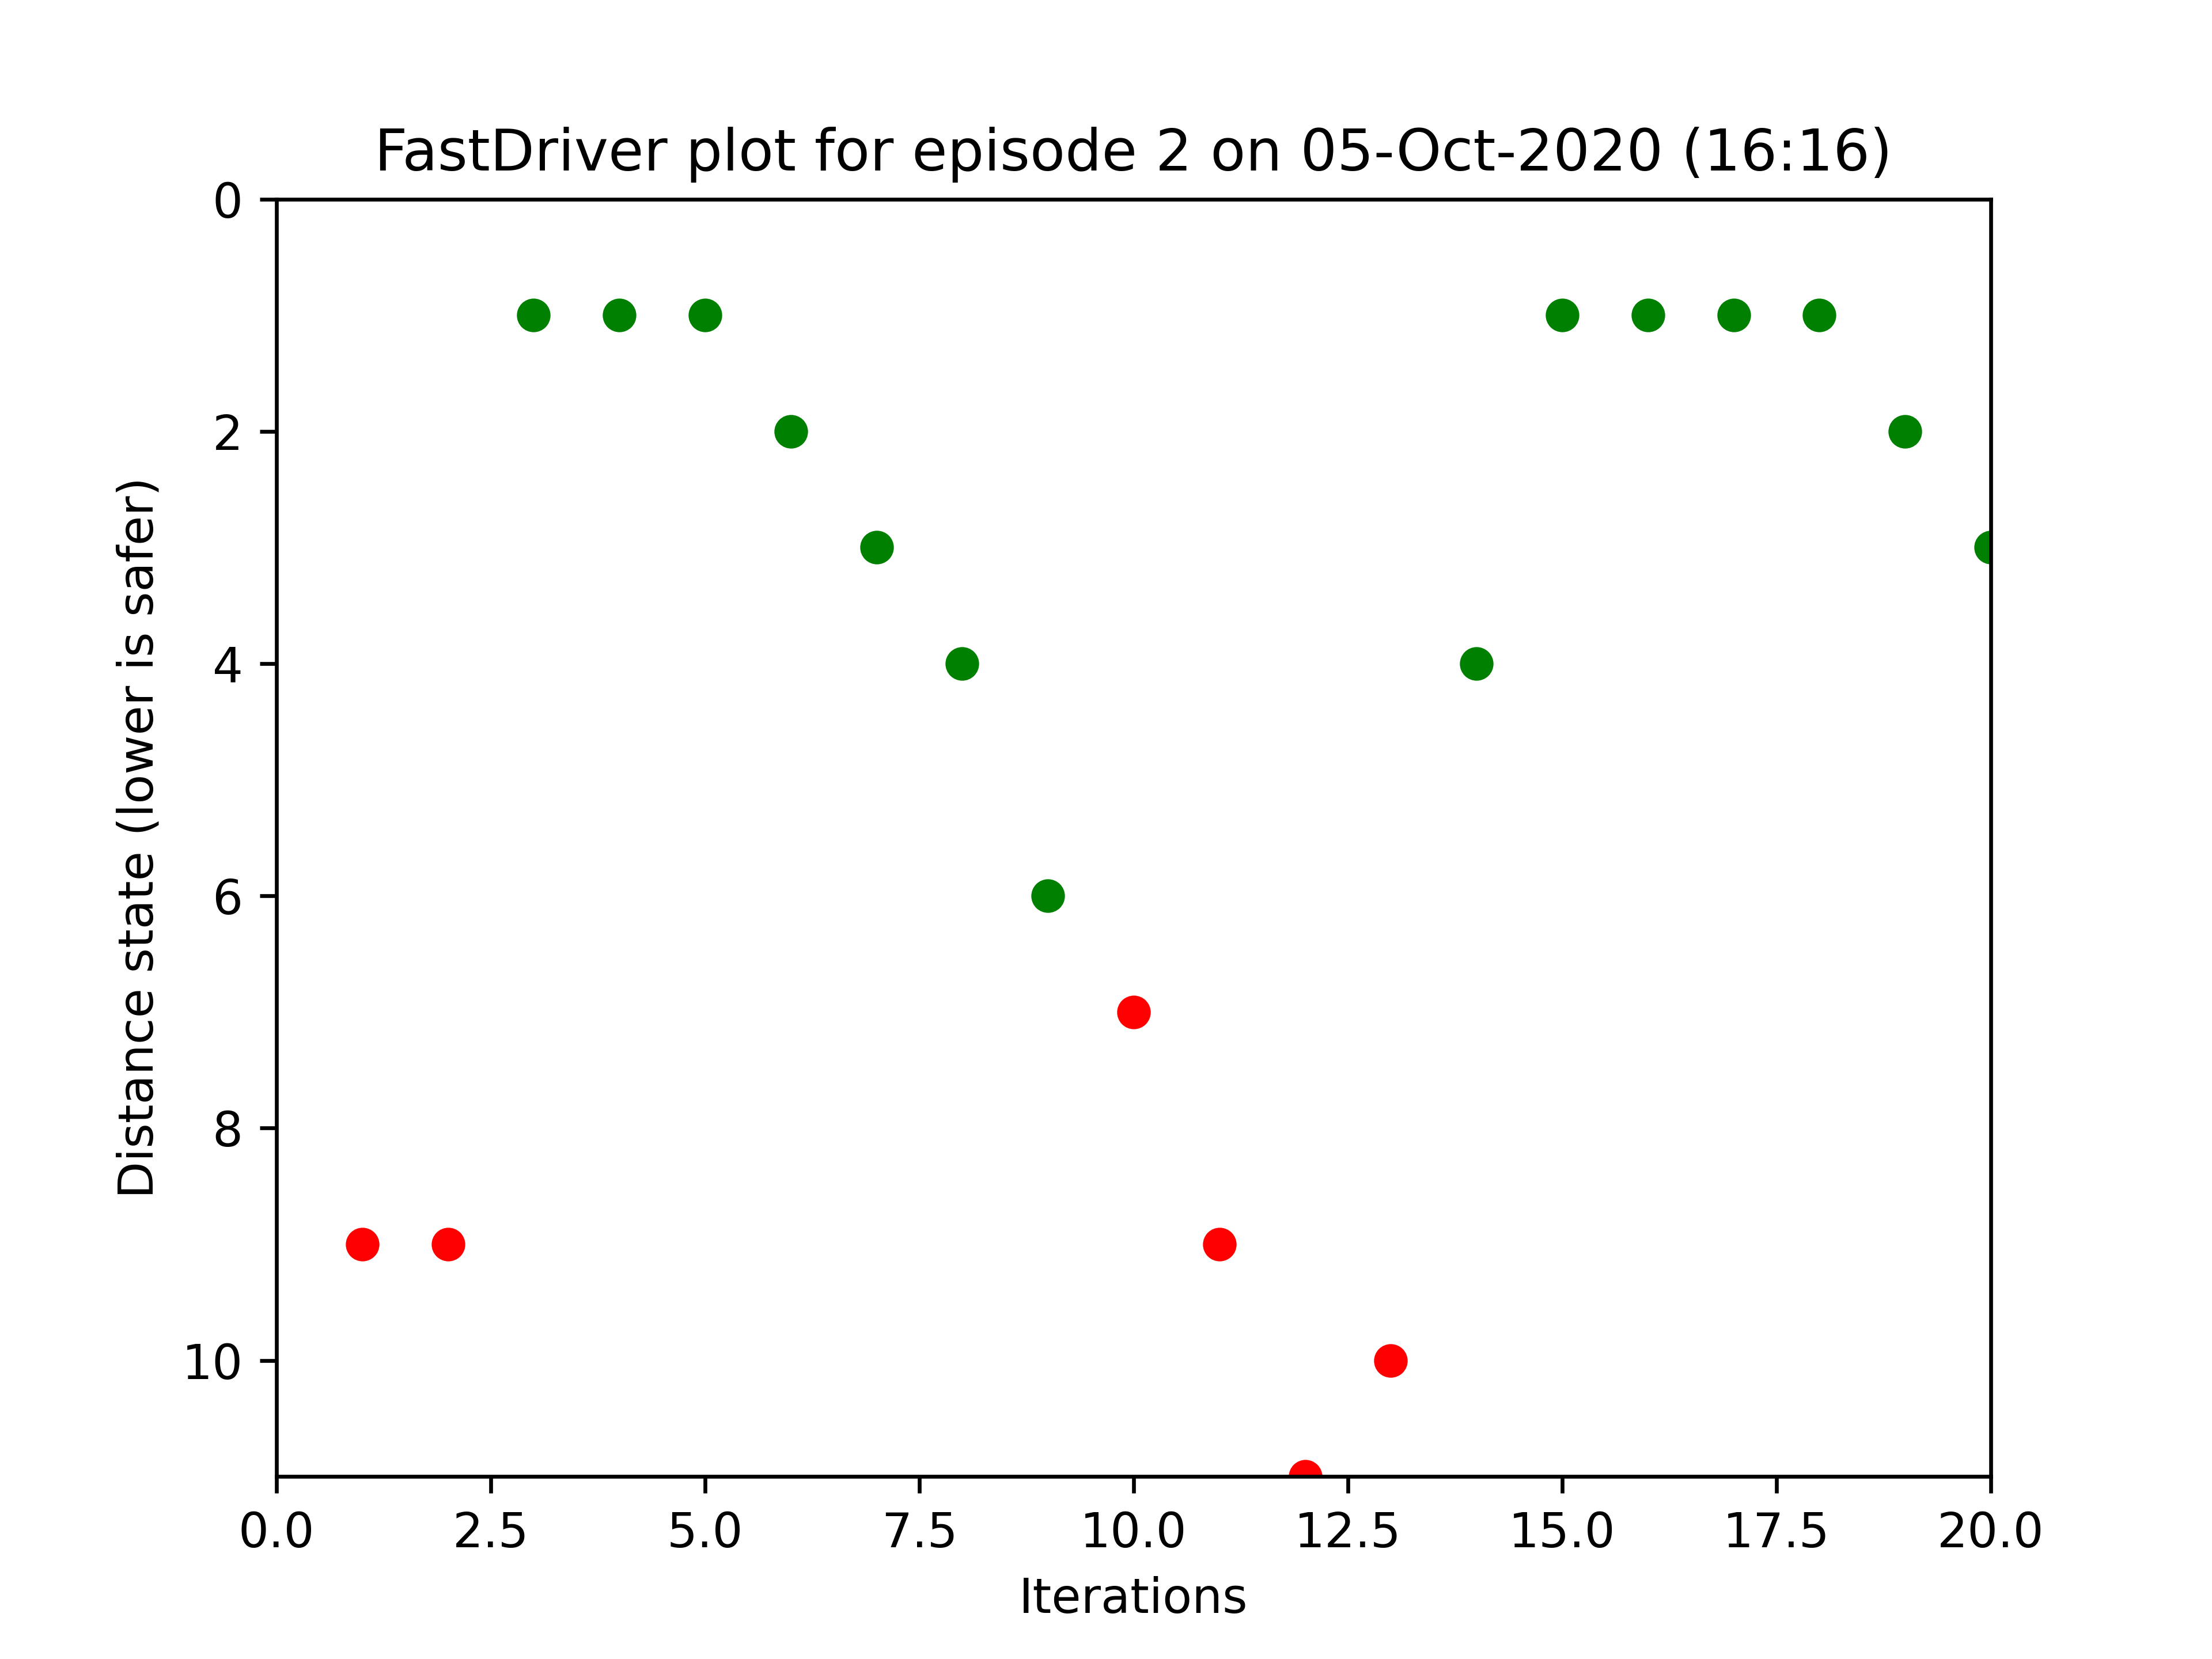 FastDriver plot for episode 2 on 05-Oct-2020 (16:16)
0
2
4
6
8
10
Distance state (lower is safer)
0.0 2.5 5.0 7.5 10.0 12.5 15.0 17.5 20.0
Iterations